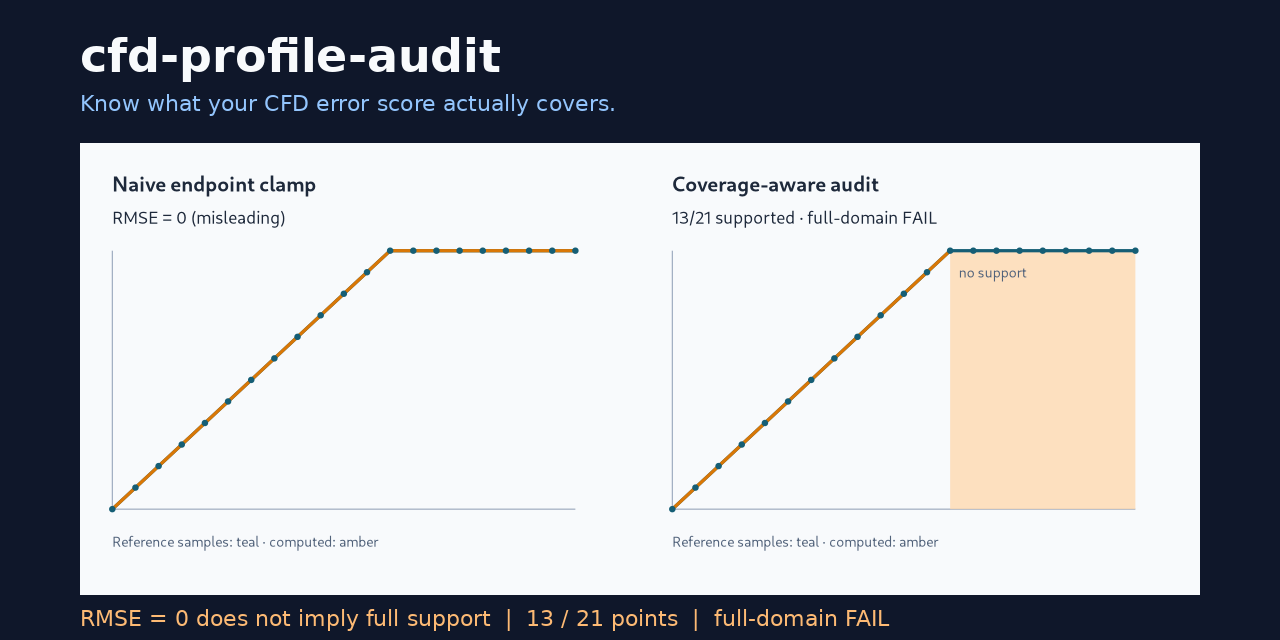 cfd-profile-audit
Know what your CFD error score actually covers.
Naive endpoint clamp
RMSE = 0 (misleading)
Reference samples: teal · computed: amber
Coverage-aware audit
13/21 supported · full-domain FAIL
no support
Reference samples: teal · computed: amber
RMSE = 0 does not imply full support | 13 / 21 points | full-domain FAIL